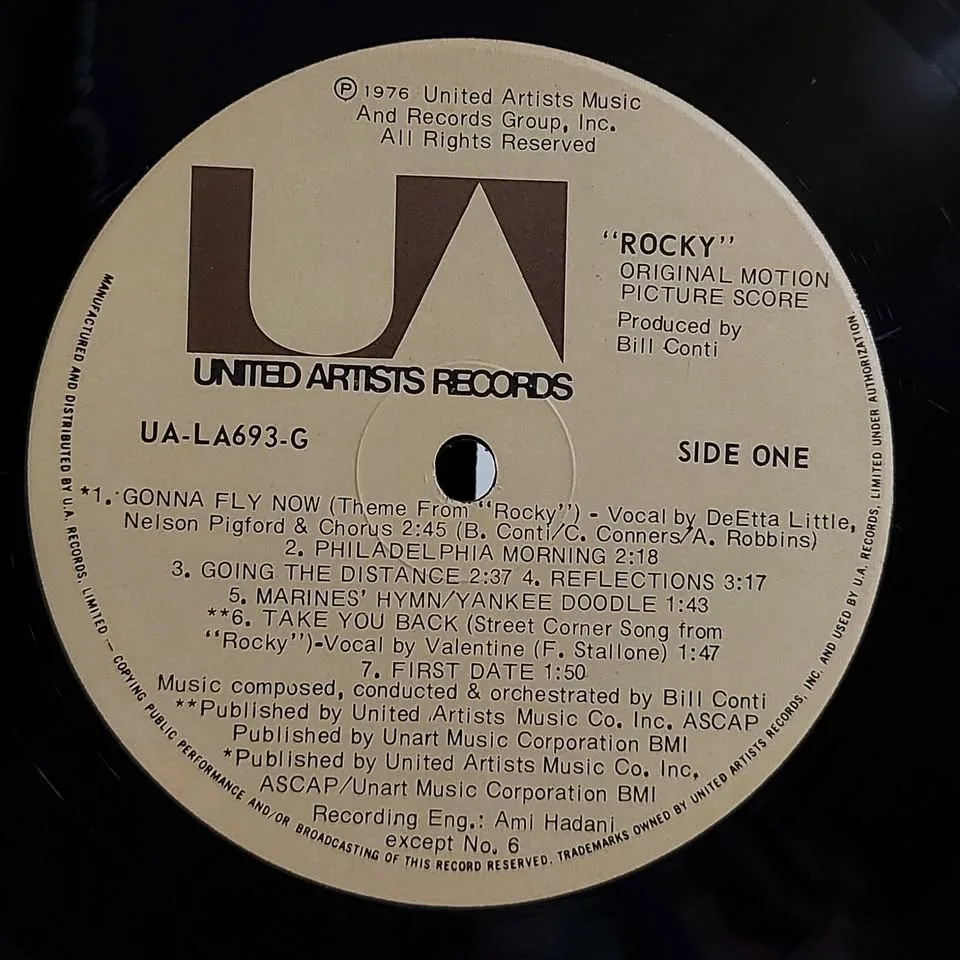 ℗ 1976 United Artists Music
And Records Group, Inc.
All Rights Reserved
UA
UNITED ARTISTS RECORDS
"ROCKY"
ORIGINAL MOTION
PICTURE SCORE
Produced by
Bill Conti
UA-LA693-G
SIDE ONE
*1. GONNA FLY NOW (Theme From "Rocky") - Vocal by DeEtta Little,
Nelson Pigford & Chorus 2:45 (B. Conti/C. Conners/A. Robbins)
2. PHILADELPHIA MORNING 2:18
3. GOING THE DISTANCE 2:37 4. REFLECTIONS 3:17
5. MARINES' HYMN/YANKEE DOODLE 1:43
**6. TAKE YOU BACK (Street Corner Song from
"Rocky")-Vocal by Valentine (F. Stallone) 1:47
7. FIRST DATE 1:50
Music composed, conducted & orchestrated by Bill Conti
**Published by United Artists Music Co. Inc. ASCAP
Published by Unart Music Corporation BMI
*Published by United Artists Music Co. Inc,
ASCAP/Unart Music Corporation BMI
Recording Eng.: Ami Hadani
except No. 6
MANUFACTURED AND DISTRIBUTED BY U.A. RECORDS, LIMITED — COPYING PUBLIC PERFORMANCE AND/OR BROADCASTING OF THIS RECORD RESERVED. TRADEMARKS OWNED BY UNITED ARTISTS RECORDS, INC. AND USED BY U.A. RECORDS, LIMITED UNDER AUTHORIZATION.